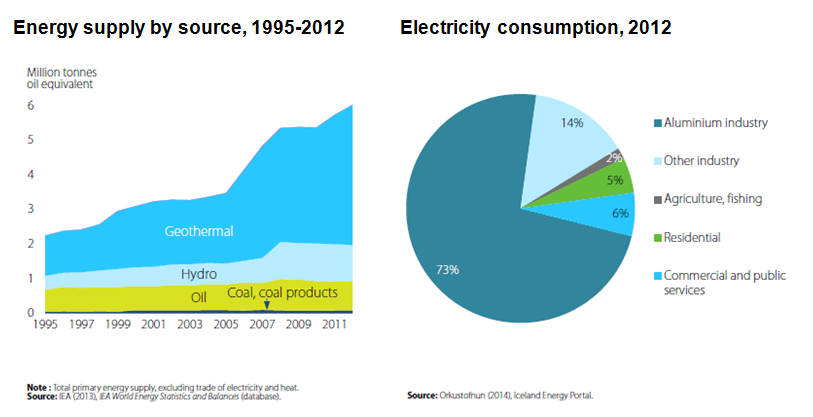 Energy supply by source, 1995-2012
Electricity consumption, 2012
Million tonnes
oil equivalent
6
5
4
3
2
1
0
Geothermal
Hydro
Oil
Coal, coal products
1995 1997 1999 2001 2003 2005 2007 2009 2011
Note : Total primary energy supply, excluding trade of electricity and heat.
Source: IEA (2013), IEA World Energy Statistics and Balances (database).
14%
2%
5%
6%
73%
Aluminium industry
Other industry
Agriculture, fishing
Residential
Commercial and public
services
Source: Orkustofnun (2014), Iceland Energy Portal.